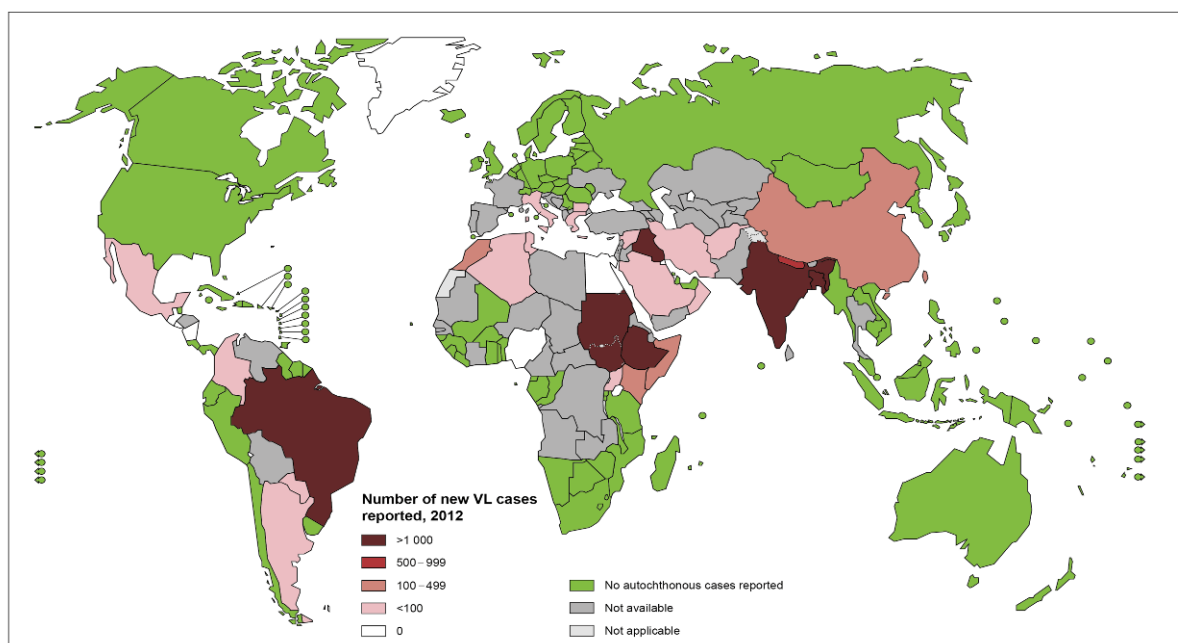 Number of new VL cases
reported, 2012
>1 000
500–999
100–499
<100
0
No autochthonous cases reported
Not available
Not applicable